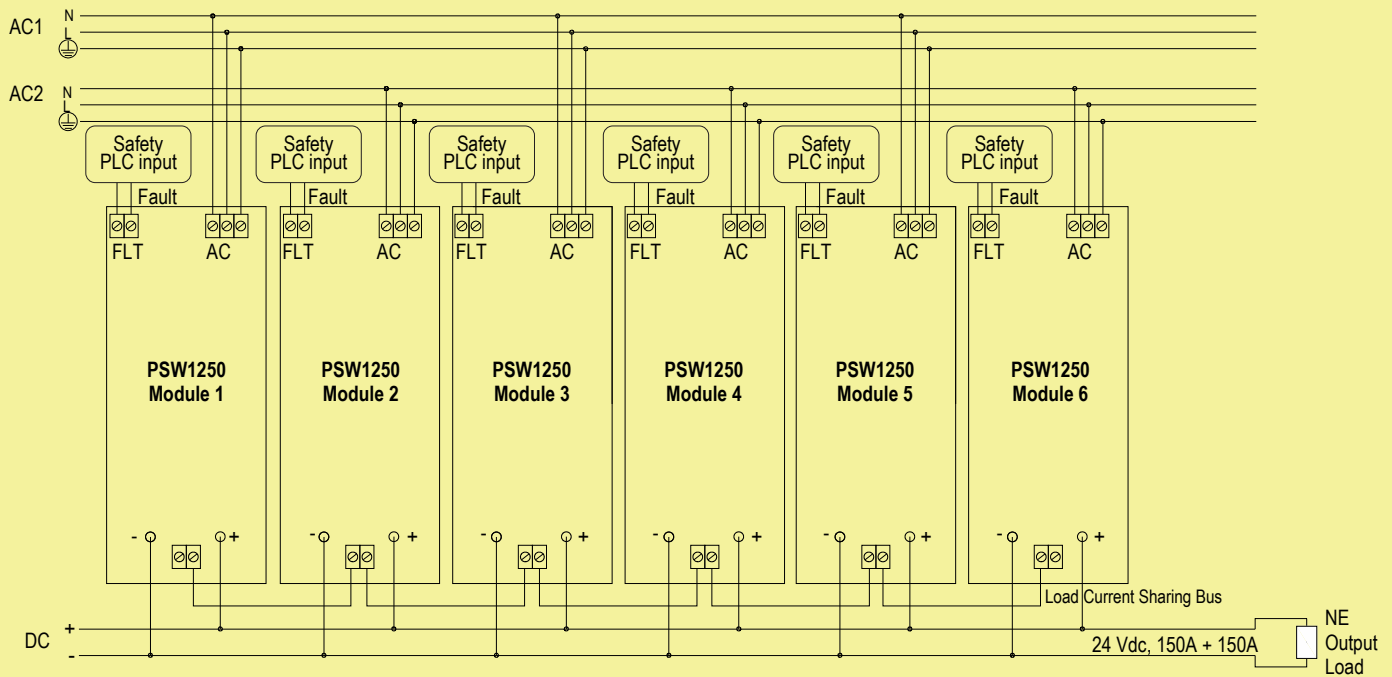 N
AC1
L
N
AC2
L
Safety
PLC input
Safety
PLC input
Safety
PLC input
Safety
PLC input
Safety
PLC input
Safety
PLC input
Fault
Fault
Fault
Fault
Fault
Fault
FLT AC
FLT AC
FLT AC
FLT AC
FLT AC
FLT AC
PSW1250
Module 1
PSW1250
Module 2
PSW1250
Module 3
PSW1250
Module 4
PSW1250
Module 5
PSW1250
Module 6
- +
- +
- +
- +
- +
- +
Load Current Sharing Bus
DC
+
-
24 Vdc, 150A + 150A
NE
Output
Load